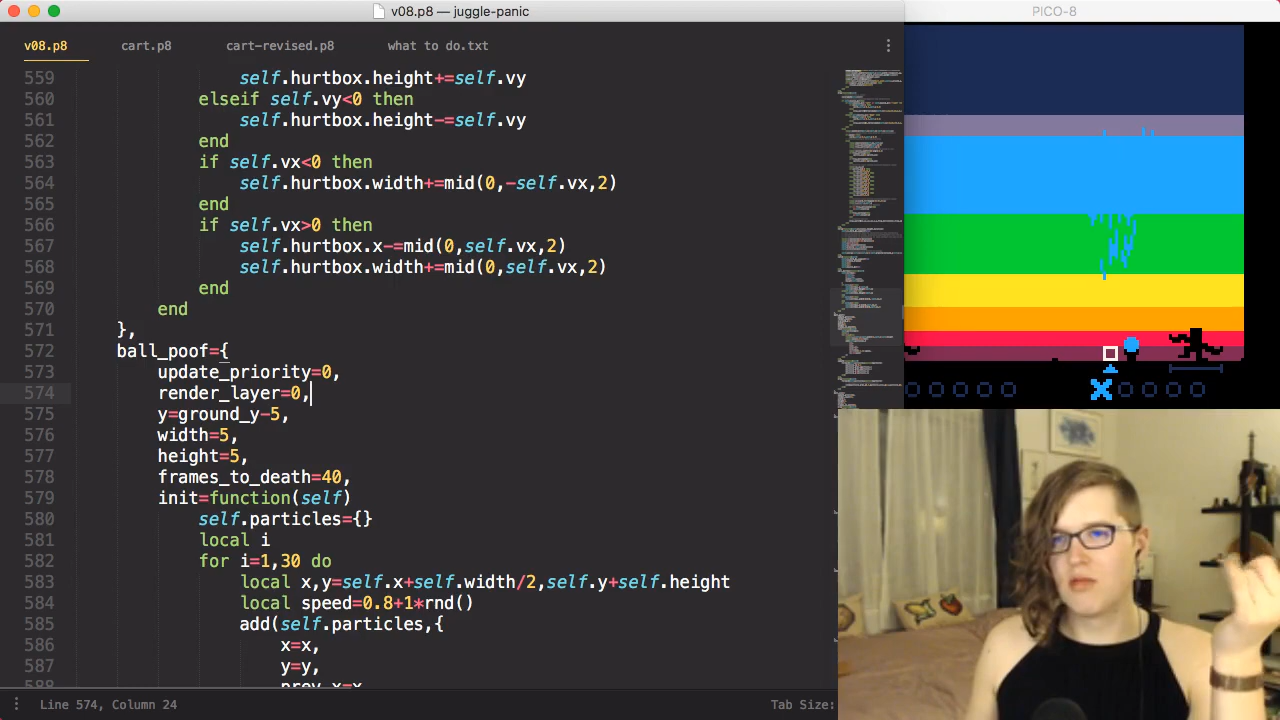 v08.p8 — juggle-panic
PICO-8
v08.p8 cart.p8 cart-revised.p8 what to do.txt
559 self.hurtbox.height+=self.vy
560 elseif self.vy<0 then
561 self.hurtbox.height-=self.vy
562 end
563 if self.vx<0 then
564 self.hurtbox.width+=mid(0,-self.vx,2)
565 end
566 if self.vx>0 then
567 self.hurtbox.x-=mid(0,self.vx,2)
568 self.hurtbox.width+=mid(0,self.vx,2)
569 end
570 end
571 },
572 ball_poof={
573 update_priority=0,
574 render_layer=0,
575 y=ground_y-5,
576 width=5,
577 height=5,
578 frames_to_death=40,
579 init=function(self)
580 self.particles={}
581 local i
582 for i=1,30 do
583 local x,y=self.x+self.width/2,self.y+self.height
584 local speed=0.8+1*rnd()
585 add(self.particles,{
586 x=x,
587 y=y,
588 prev_x=x
Line 574, Column 24
Tab Size: